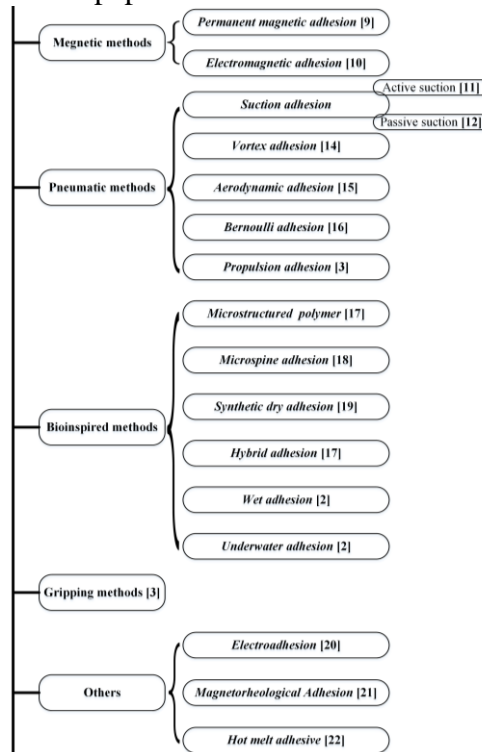 Megnetic methods
Permanent magnetic adhesion [9]
Electromagnetic adhesion [10]
Pneumatic methods
Suction adhesion
Active suction [11]
Passive suction [12]
Vortex adhesion [14]
Aerodynamic adhesion [15]
Bernoulli adhesion [16]
Propulsion adhesion [3]
Bioinspired methods
Microstructured polymer [17]
Microspine adhesion [18]
Synthetic dry adhesion [19]
Hybrid adhesion [17]
Wet adhesion [2]
Underwater adhesion [2]
Gripping methods [3]
Others
Electroadhesion [20]
Magnetorheological Adhesion [21]
Hot melt adhesive [22]